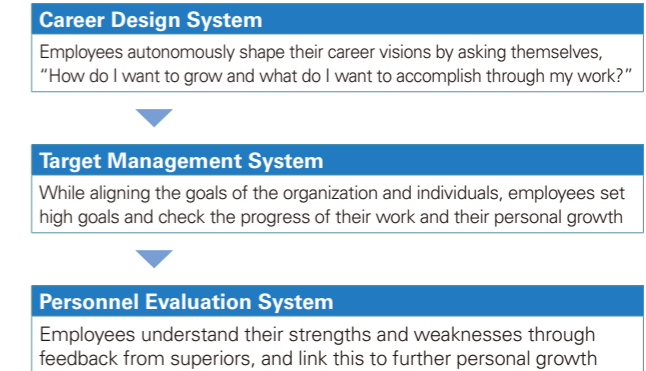 Career Design System
Employees autonomously shape their career visions by asking themselves,
“How do I want to grow and what do I want to accomplish through my work?”
Target Management System
While aligning the goals of the organization and individuals, employees set
high goals and check the progress of their work and their personal growth
Personnel Evaluation System
Employees understand their strengths and weaknesses through
feedback from superiors, and link this to further personal growth